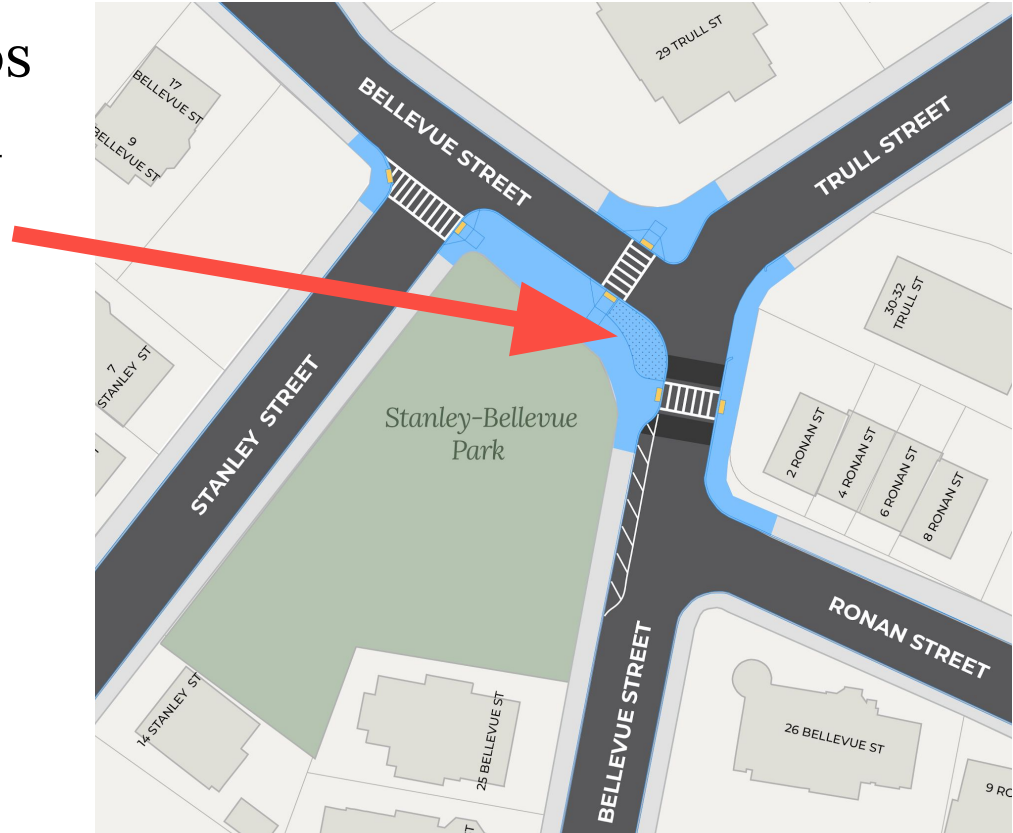 29 TRULL ST
17
BELLEVUE ST
9
BELLEVUE ST
BELLEVUE STREET
TRULL STREET
30-32
TRULL ST
7
STANLEY ST
STANLEY STREET
Stanley-Bellevue
Park
2 RONAN ST
4 RONAN ST
6 RONAN ST
8 RONAN ST
RONAN STREET
14 STANLEY ST
25 BELLEVUE ST
BELLEVUE STREET
26 BELLEVUE ST